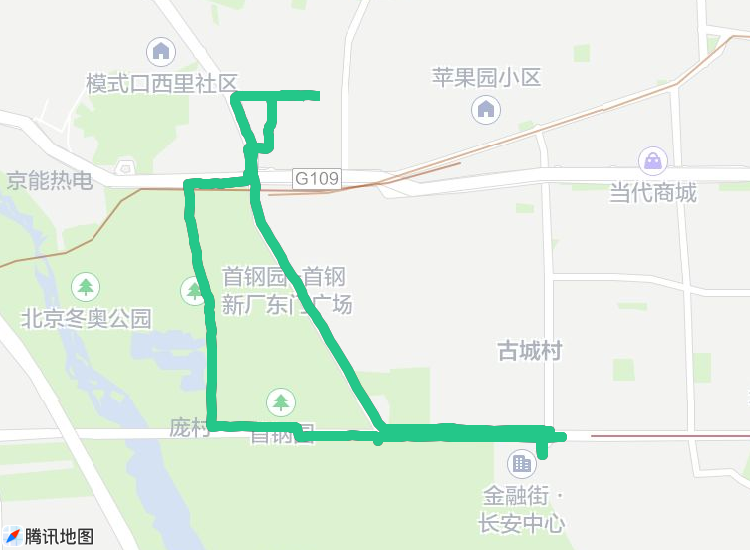 模式口西里社区
苹果园小区
京能热电
G109
当代商城
首钢园-首钢
新厂东门广场
北京冬奥公园
古城村
庞村
首钢园
金融街·
长安中心
腾讯地图